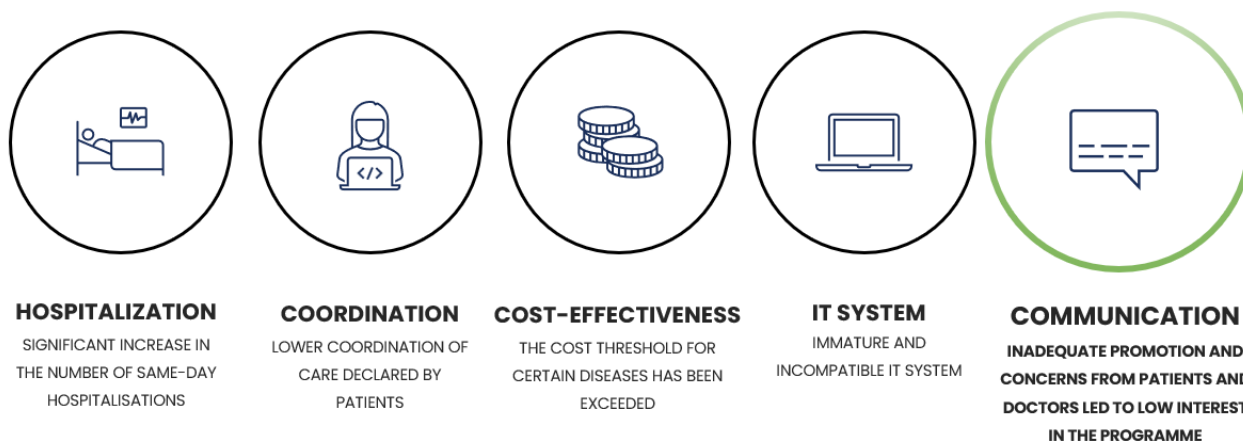 </>
HOSPITALIZATION
SIGNIFICANT INCREASE IN
THE NUMBER OF SAME-DAY
HOSPITALISATIONS
COORDINATION
LOWER COORDINATION OF
CARE DECLARED BY
PATIENTS
COST-EFFECTIVENESS
THE COST THRESHOLD FOR
CERTAIN DISEASES HAS BEEN
EXCEEDED
IT SYSTEM
IMMATURE AND
INCOMPATIBLE IT SYSTEM
COMMUNICATION
INADEQUATE PROMOTION AND
CONCERNS FROM PATIENTS AND
DOCTORS LED TO LOW INTEREST
IN THE PROGRAMME